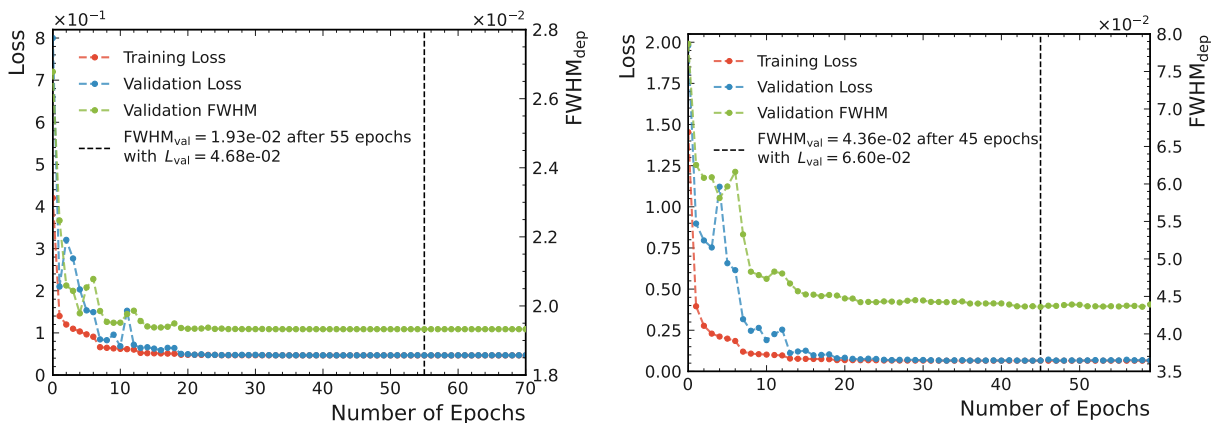 ×10⁻¹
×10⁻²
Loss
8
7
6
5
4
3
2
1
0
Training Loss
Validation Loss
Validation FWHM
FWHM_val = 1.93e-02 after 55 epochs
with L_val = 4.68e-02
2.8
2.6
2.4
2.2
2.0
1.8
FWHM_dep
0 10 20 30 40 50 60 70
Number of Epochs
×10⁻²
Loss
2.00
1.75
1.50
1.25
1.00
0.75
0.50
0.25
0.00
Training Loss
Validation Loss
Validation FWHM
FWHM_val = 4.36e-02 after 45 epochs
with L_val = 6.60e-02
8.0
7.5
7.0
6.5
6.0
5.5
5.0
4.5
4.0
3.5
FWHM_dep
0 10 20 30 40 50
Number of Epochs